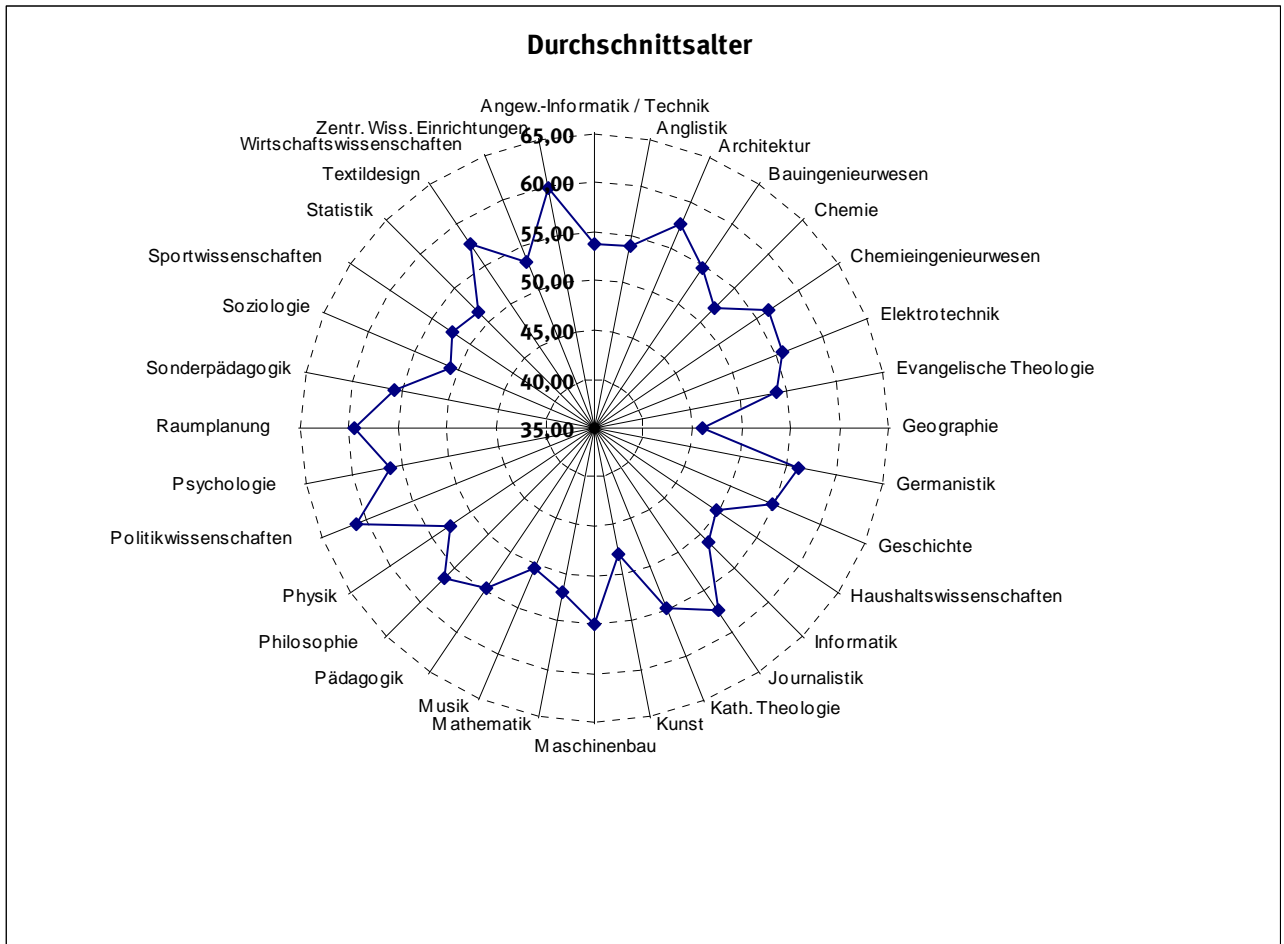 Durchschnittsalter
Angew.-Informatik / Technik
Anglistik
Architektur
Bauingenieurwesen
Chemie
Chemieingenieurwesen
Elektrotechnik
Evangelische Theologie
Geographie
Germanistik
Geschichte
Haushaltswissenschaften
Informatik
Journalistik
Kath. Theologie
Kunst
Maschinenbau
Mathematik
Musik
Pädagogik
Philosophie
Physik
Politikwissenschaften
Psychologie
Raumplanung
Sonderpädagogik
Soziologie
Sportwissenschaften
Statistik
Textildesign
Wirtschaftswissenschaften
Zentr. Wiss. Einrichtungen
65,00
60,00
55,00
50,00
45,00
40,00
35,00